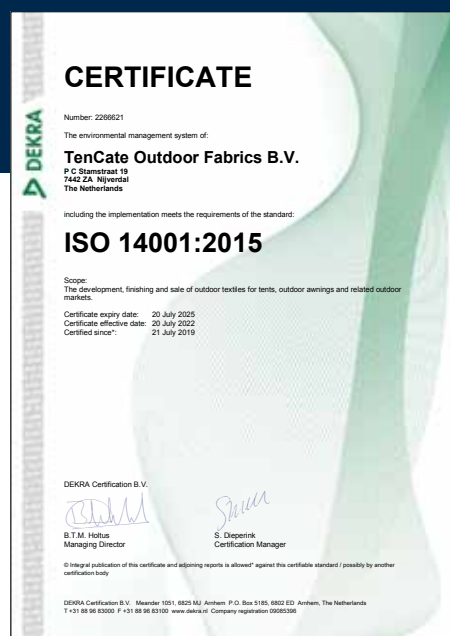 DEKRA
CERTIFICATE
Number: 2266621
The environmental management system of:
TenCate Outdoor Fabrics B.V.
P C Stamstraat 19
7442 ZA Nijverdal
The Netherlands
including the implementation meets the requirements of the standard:
ISO 14001:2015
Scope:
The development, finishing and sale of outdoor textiles for tents, outdoor awnings and related outdoor
markets.
Certificate expiry date: 20 July 2025
Certificate effective date: 20 July 2022
Certified since*: 21 July 2019
DEKRA Certification B.V.
B.T.M. Holtus
Managing Director
S. Dieperink
Certification Manager
© Integral publication of this certificate and adjoining reports is allowed* against this certifiable standard / possibly by another
certification body
DEKRA Certification B.V. Meander 1051, 6825 MJ Arnhem P.O. Box 5185, 6802 ED Arnhem, The Netherlands
T +31 88 96 83000 F +31 88 96 83100 www.dekra.nl Company registration 09085396